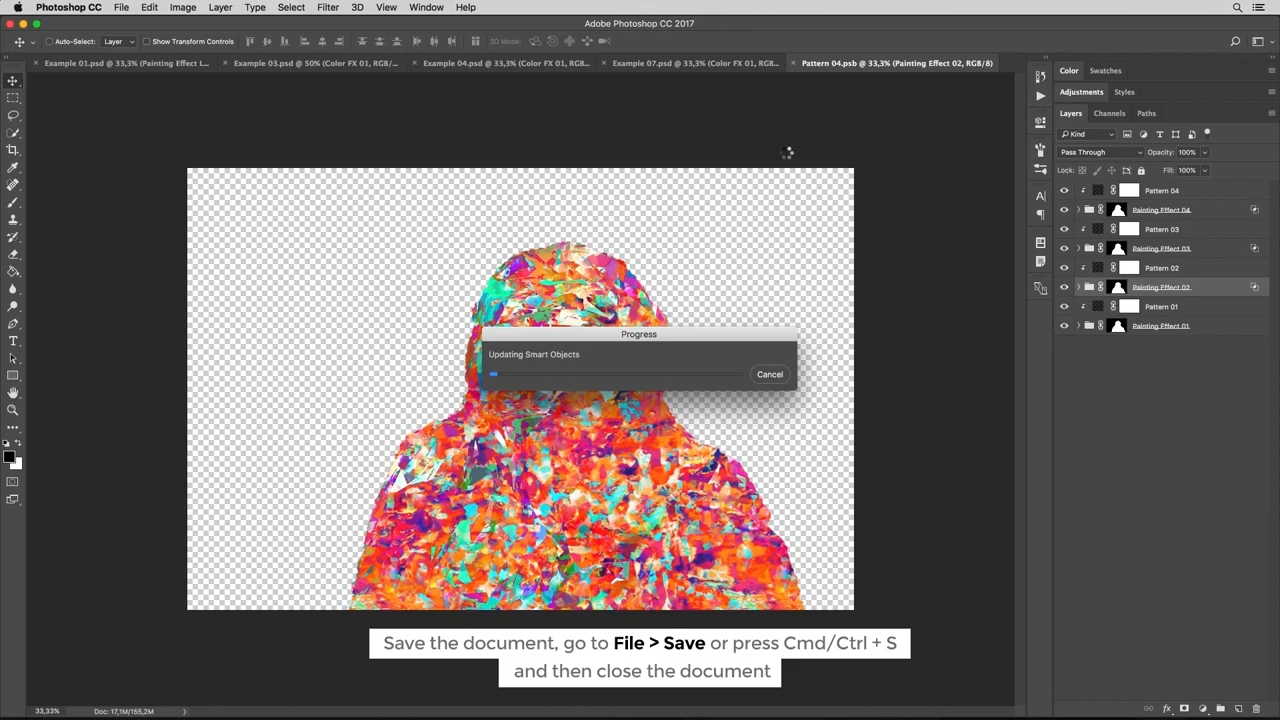 Photoshop CC File Edit Image Layer Type Select Filter 3D View Window Help
Adobe Photoshop CC 2017
Auto-Select: Layer Show Transform Controls 3D Mode:
Example 01.psd @ 33,3% (Painting Effect I...
Example 03.psd @ 50% (Color FX 01, RGB/...
Example 04.psd @ 33,3% (Color FX 01, RGB/8...
Example 07.psd @ 33,3% (Color FX 01, RGB/8...
Pattern 04.psb @ 33,3% (Painting Effect 02, RGB/8)
Color Swatches
Adjustments Styles
Layers Channels Paths
Kind
Pass Through Opacity: 100%
Lock: Fill: 100%
Pattern 04
Painting Effect 04
Pattern 03
Painting Effect 03
Pattern 02
Painting Effect 02
Pattern 01
Painting Effect 01
Progress
Updating Smart Objects
Cancel
Save the document, go to File > Save or press Cmd/Ctrl + S
and then close the document
33,33% Doc: 17,1M/155,2M